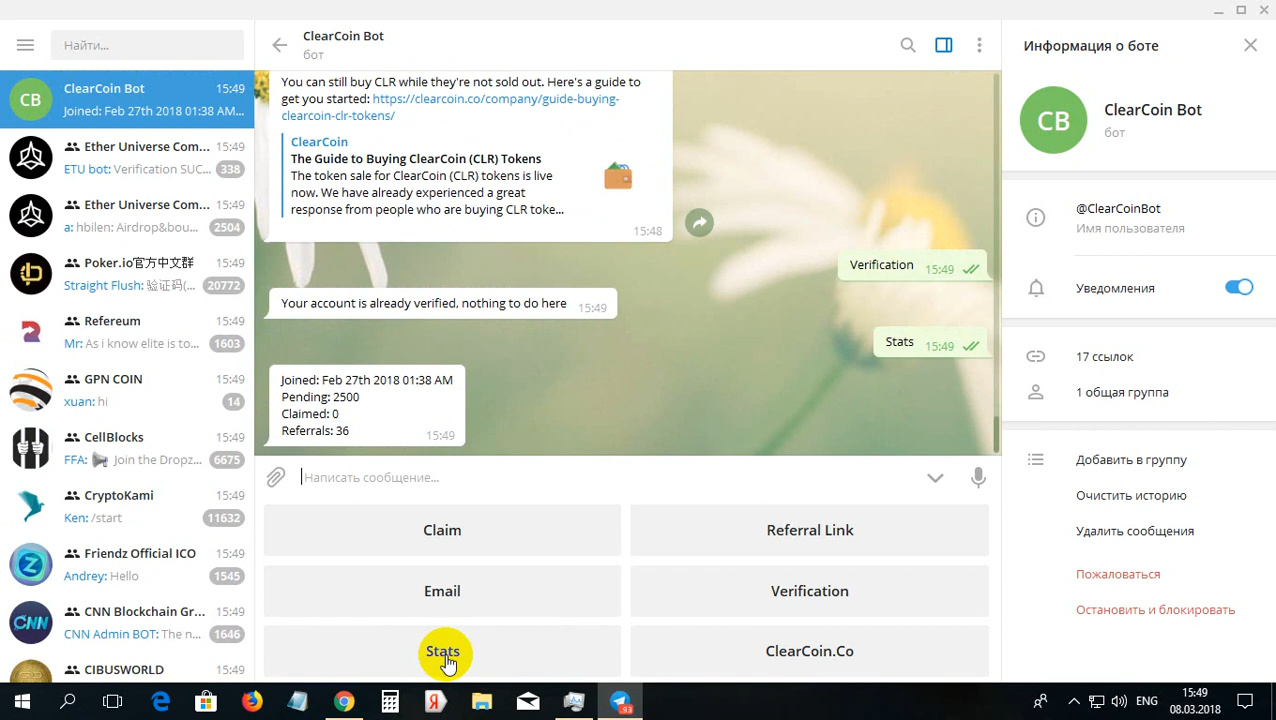 Найти...
ClearCoin Bot
15:49
Joined: Feb 27th 2018 01:38 AM...
Ether Universe Com...
15:49
ETU bot: Verification SUC...
338
Ether Universe Com...
15:49
a: hbilen: Airdrop&bou...
2504
Poker.io官方中文群
15:49
Straight Flush: 验证码(...
20772
Refereum
15:49
Mr: As i know elite is to...
1603
GPN COIN
15:49
xuan: hi
14
CellBlocks
15:49
FFA: Join the Dropz...
6675
CryptoKami
15:49
Ken: /start
11632
Friendz Official ICO
15:49
Andrey: Hello
1545
CNN Blockchain Gr...
15:49
CNN Admin BOT: The n...
1646
CIBUSWORLD
15:49
CB
CNN
ClearCoin Bot
бот
You can still buy CLR while they're not sold out. Here's a guide to
get you started: https://clearcoin.co/company/guide-buying-
clearcoin-clr-tokens/
ClearCoin
The Guide to Buying ClearCoin (CLR) Tokens
The token sale for ClearCoin (CLR) tokens is live
now. We have already experienced a great
response from people who are buying CLR toke...
15:48
Verification 15:49
Your account is already verified, nothing to do here 15:49
Stats 15:49
Joined: Feb 27th 2018 01:38 AM
Pending: 2500
Claimed: 0
Referrals: 36
15:49
Написать сообщение...
Claim
Referral Link
Email
Verification
Stats
ClearCoin.Co
Информация о боте
CB
ClearCoin Bot
бот
@ClearCoinBot
Имя пользователя
Уведомления
17 ссылок
1 общая группа
Добавить в группу
Очистить историю
Удалить сообщения
Пожаловаться
Остановить и блокировать
93
ENG
15:49
08.03.2018